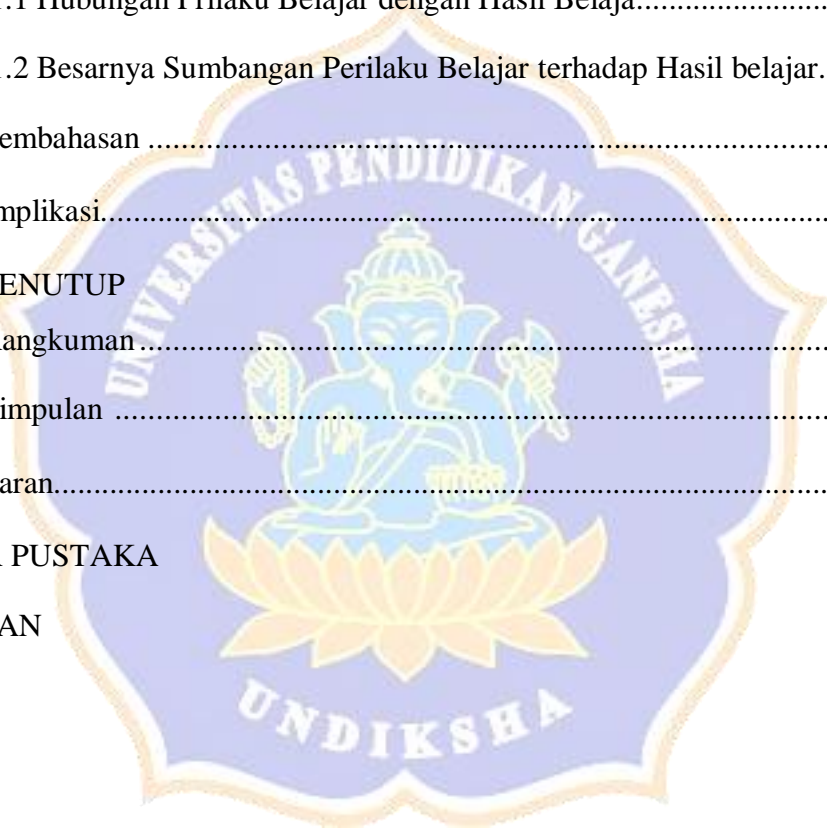 .1 Hubungan Prilaku Belajar dengan Hasil Belaja.......................
1.2 Besarnya Sumbangan Perilaku Belajar terhadap Hasil belajar.
embahasan ....................................................................................
mplikasi...........................................................................................
ENUTUP
angkuman.....................................................................................
impulan .........................................................................................
aran.................................................................................................
PUSTAKA
AN
UNIVERSITAS PENDIDIKAN GANESHA
UNDIKSHA